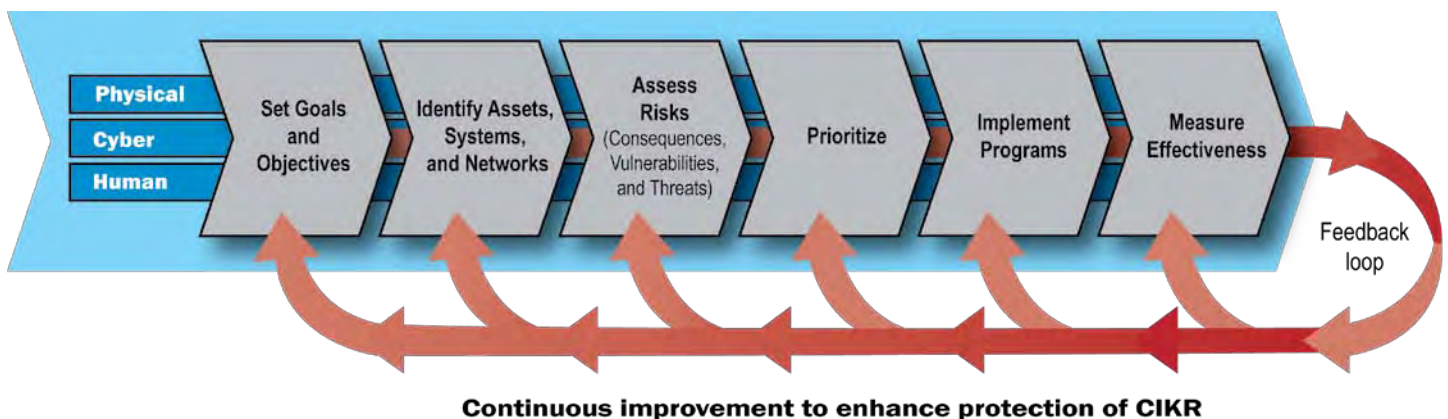 Physical
Cyber
Human
Set Goals
and
Objectives
Identify Assets,
Systems,
and Networks
Assess
Risks
(Consequences,
Vulnerabilities,
and Threats)
Prioritize
Implement
Programs
Measure
Effectiveness
Feedback
loop
Continuous improvement to enhance protection of CIKR